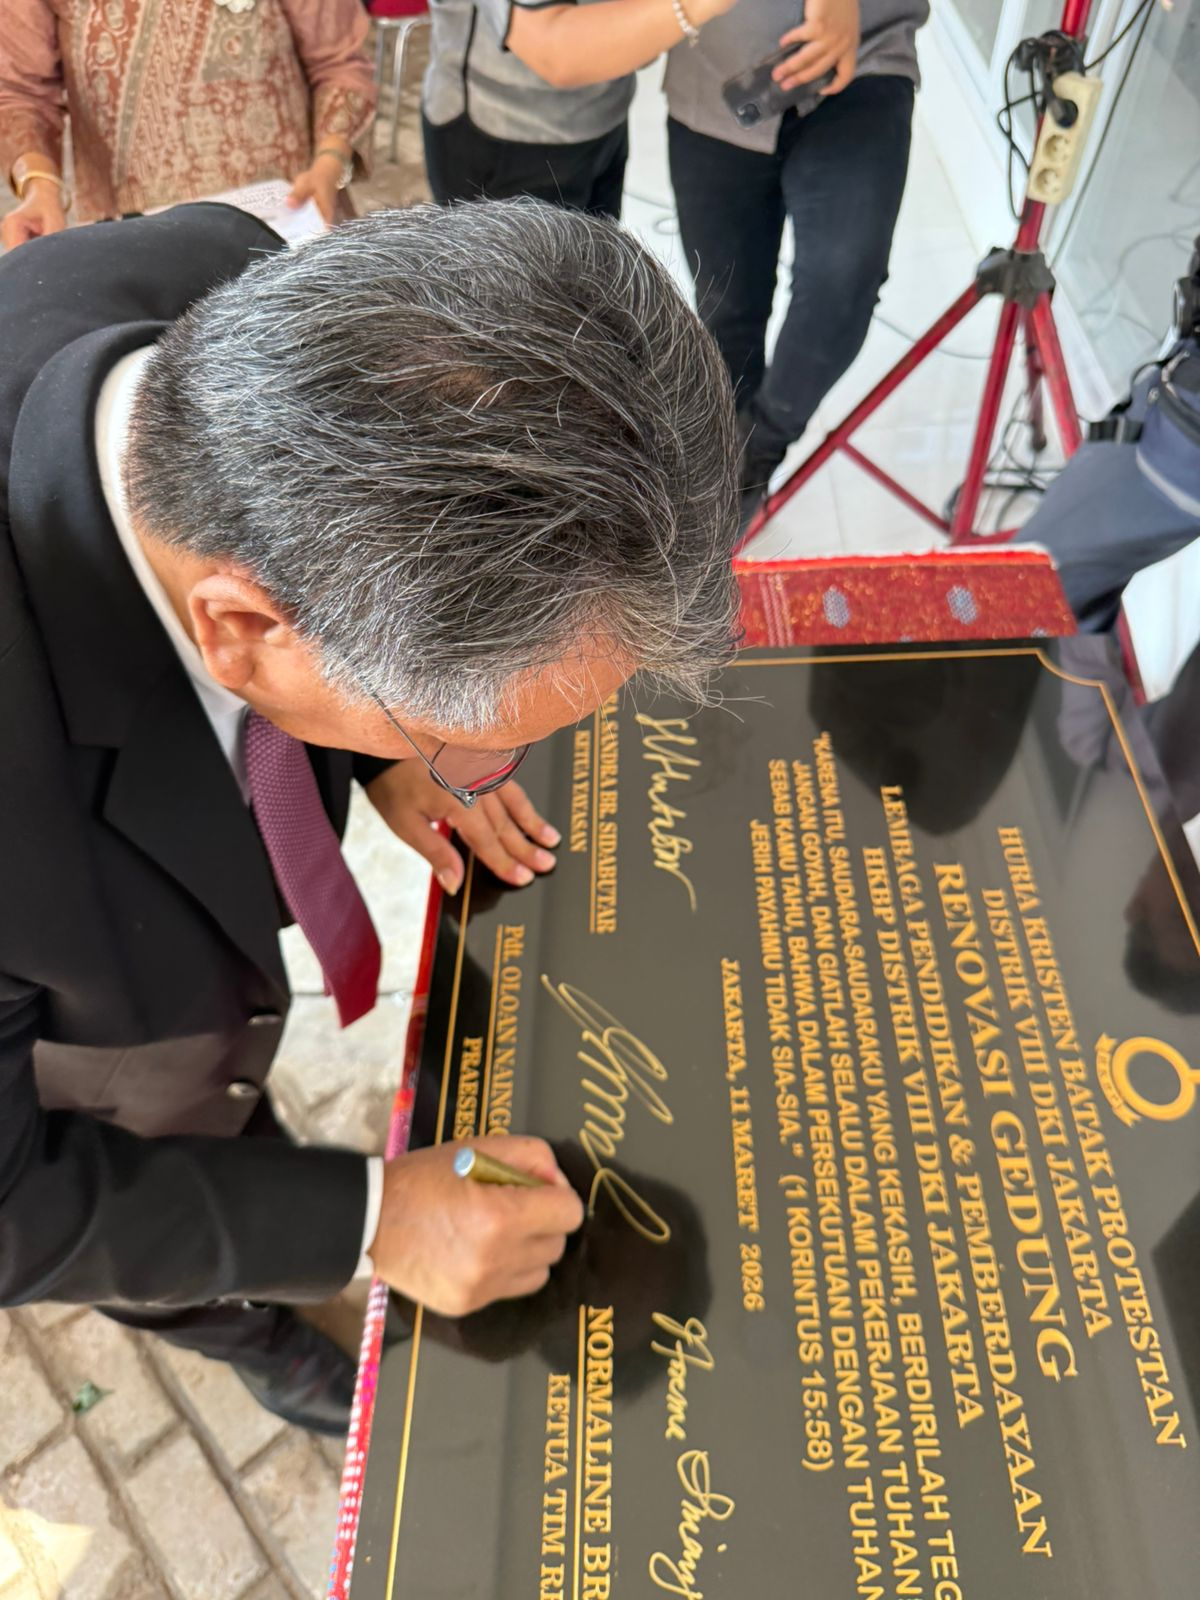 HURIA KRISTEN BATAK PROTESTAN
DISTRIK VIII DKI JAKARTA
RENOVASI GEDUNG
LEMBAGA PENDIDIKAN & PEMBERDAYAAN
HKBP DISTRIK VIII DKI JAKARTA
"KARENA ITU, SAUDARA-SAUDARAKU YANG KEKASIH, BERDIRILAH TEG
JANGAN GOYAH, DAN GIATLAH SELALU DALAM PEKERJAAN TUHAN
SEBAB KAMU TAHU, BAHWA DALAM PERSEKUTUAN DENGAN TUHAN
JERIH PAYAHMU TIDAK SIA-SIA." (1 KORINTUS 15:58)
JAKARTA, 11 MARET 2026
SANDRA BR. SIDABUTAR
KETUA YAYASAN
Pdt. OLOAN NAINGG
PRAESES
NORMALINE BR
KETUA TIM RE